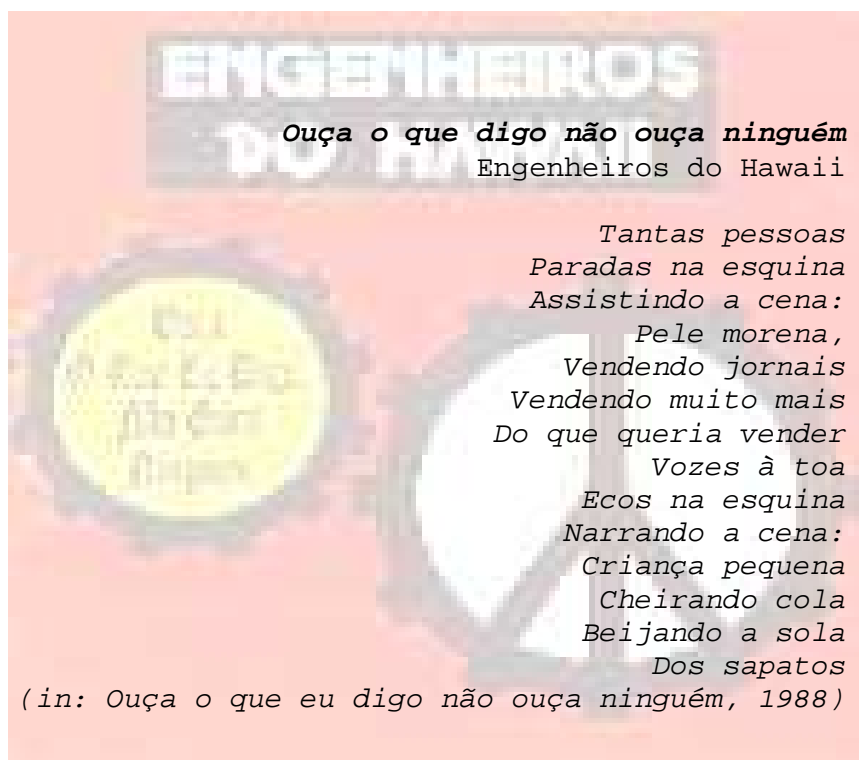 ENGENHEIROS
DO HAWAII
Ouça o que digo não ouça ninguém
Engenheiros do Hawaii
Tantas pessoas
Paradas na esquina
Assistindo a cena:
Pele morena,
Vendendo jornais
Vendendo muito mais
Do que queria vender
Vozes à toa
Ecos na esquina
Narrando a cena:
Criança pequena
Cheirando cola
Beijando a sola
Dos sapatos
(in: Ouça o que eu digo não ouça ninguém, 1988)